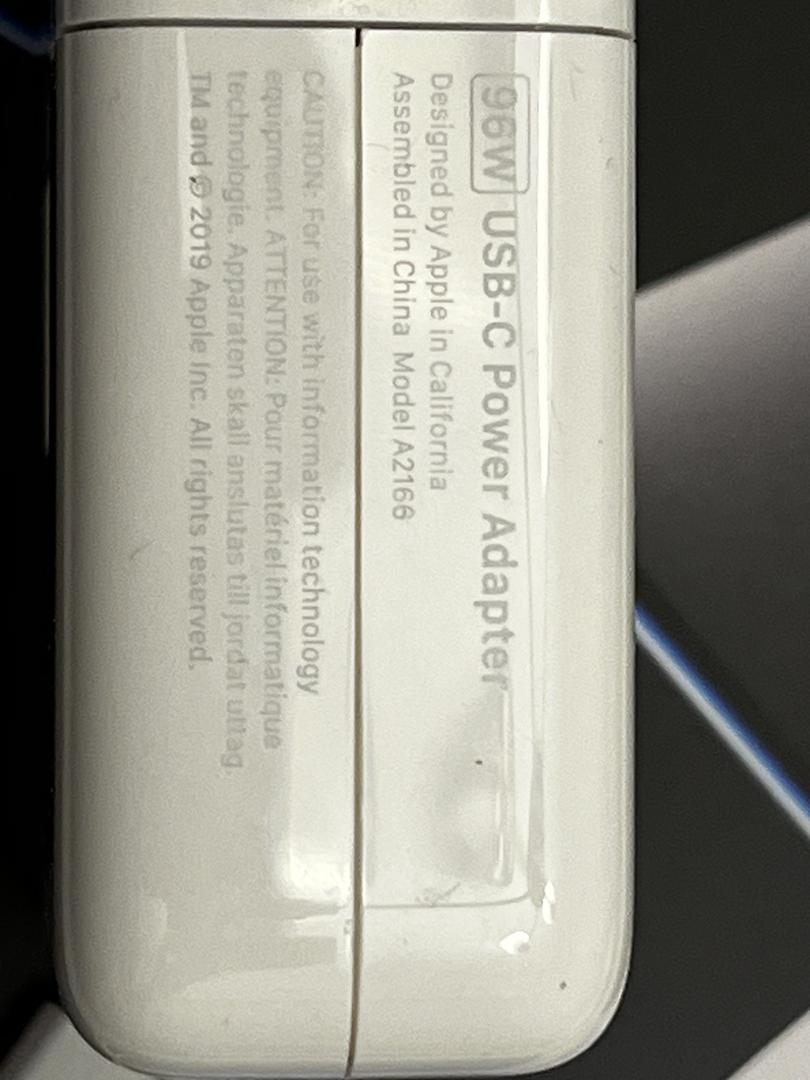 96W USB-C Power Adapter
Designed by Apple in California
Assembled in China Model A2166
CAUTION: For use with information technology
equipment. ATTENTION: Pour matériel informatique
technologie. Apparaten skall anslutas till jordat uttag.
TM and © 2019 Apple Inc. All rights reserved.